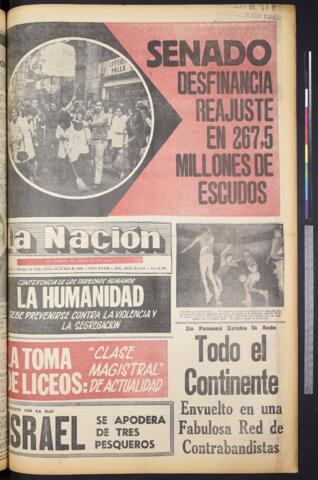 SENADO
DESFINANCIA
REAJUSTE
EN 267,5
MILLONES DE
ESCUDOS
la Nación
CONFERENCIA DE LOS DERECHOS HUMANOS
LA HUMANIDAD
DEBE PREVENIRSE CONTRA LA VIOLENCIA Y
LA SEGREGACION
LA TOMA
DE LICEOS:
"CLASE
MAGISTRAL"
DE ACTUALIDAD
ISRAEL
SE APODERA
DE TRES
PESQUEROS
En Panamá Estaba la Sede
Todo el
Continente
Envuelto en una
Fabulosa Red de
Contrabandistas